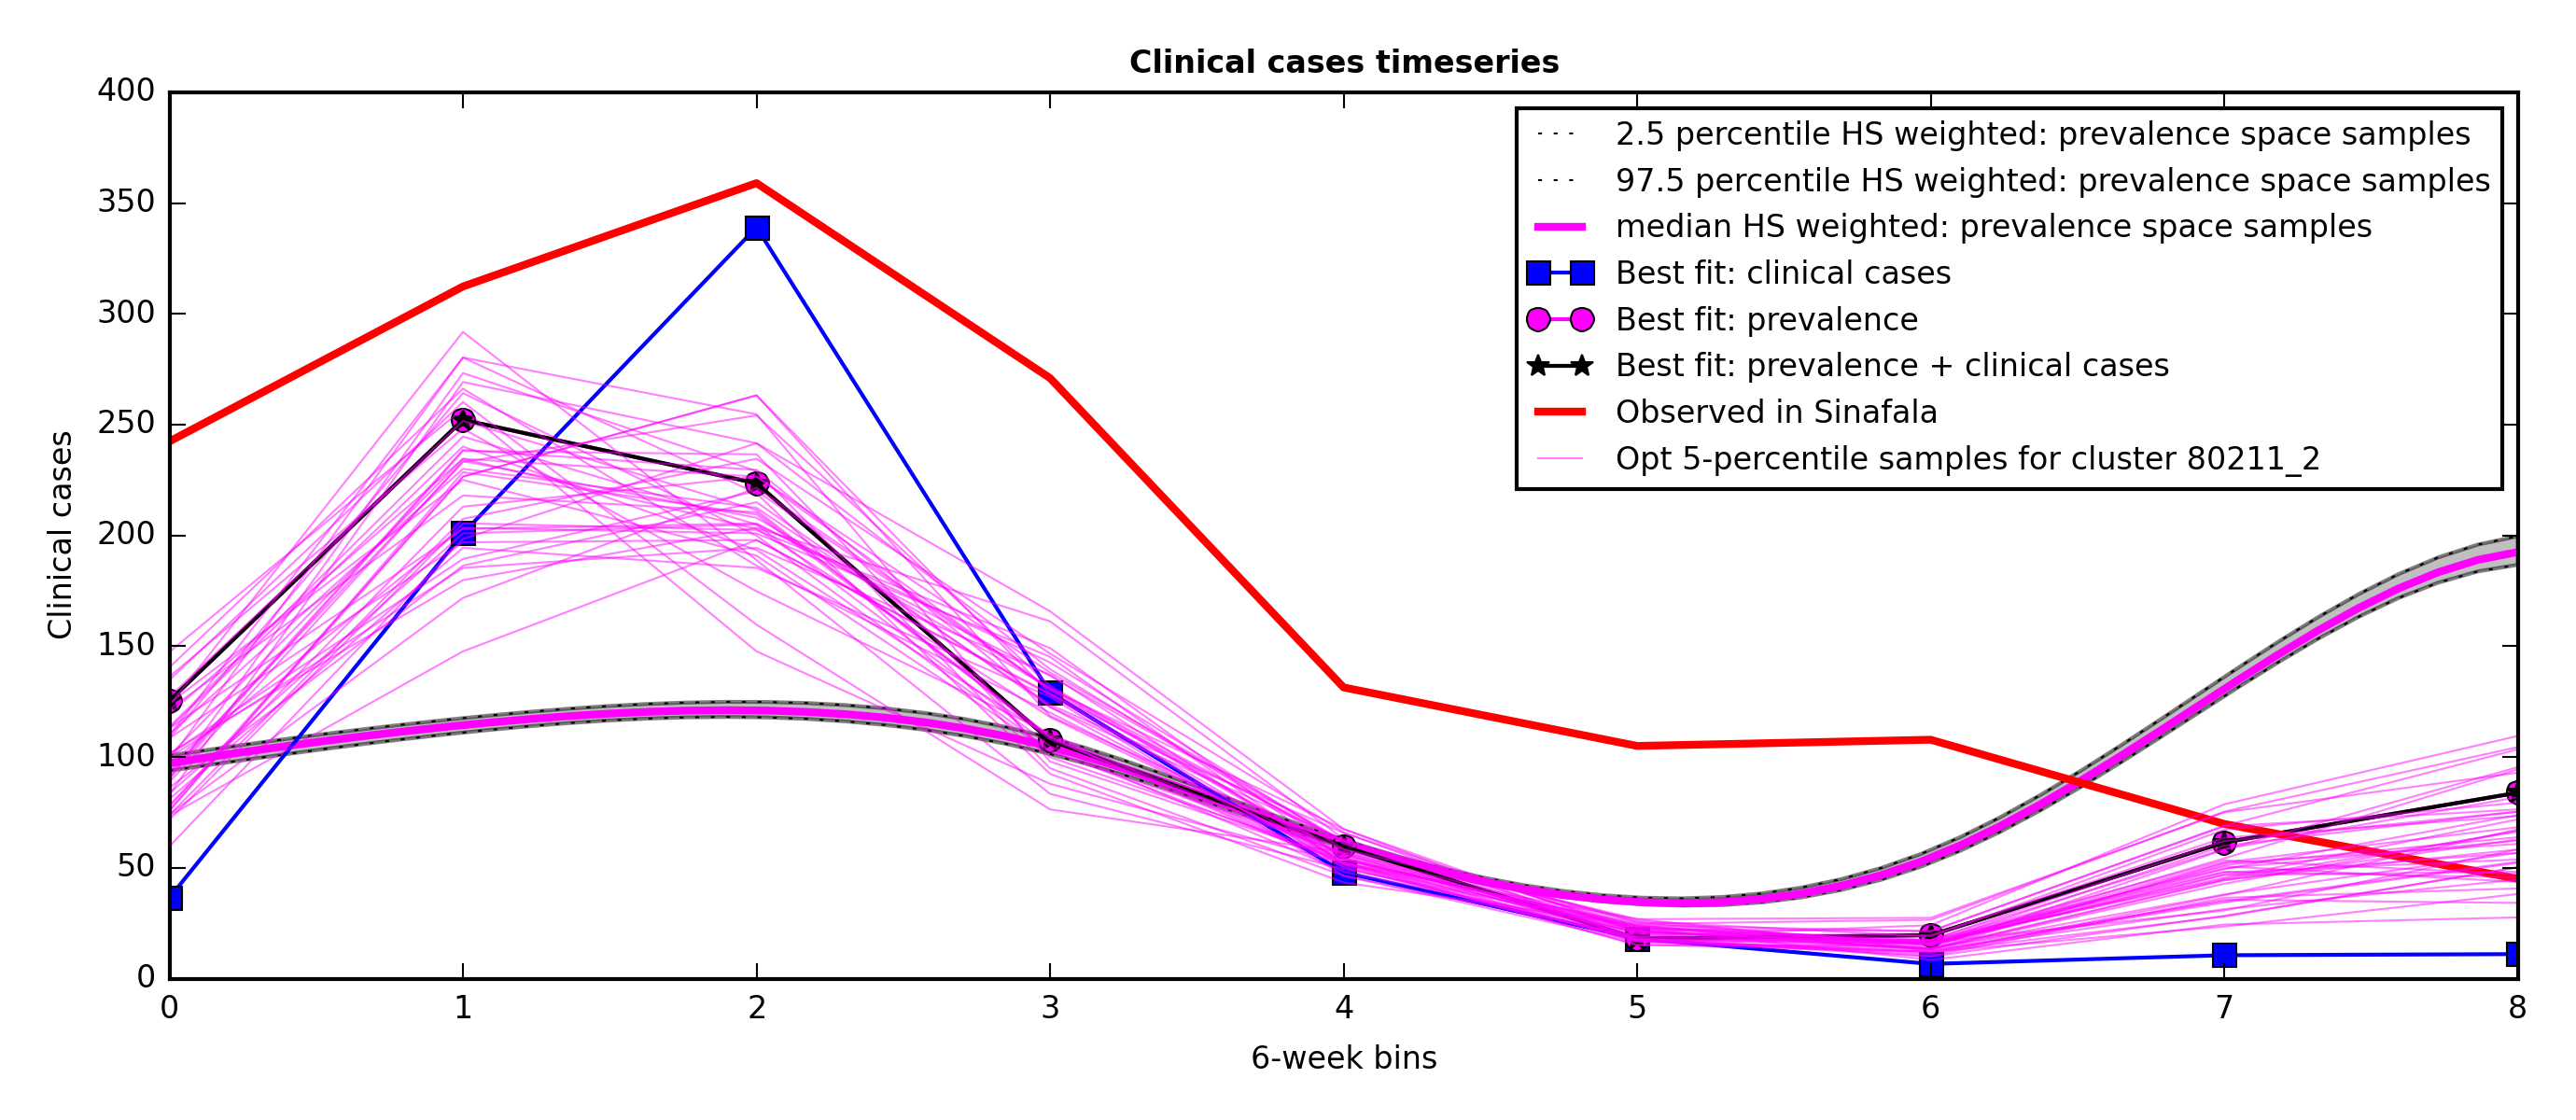 Clinical cases timeseries
400
350
300
250
200
150
100
50
0
Clinical cases
2.5 percentile HS weighted: prevalence space samples
97.5 percentile HS weighted: prevalence space samples
median HS weighted: prevalence space samples
Best fit: clinical cases
Best fit: prevalence
Best fit: prevalence + clinical cases
Observed in Sinafala
Opt 5-percentile samples for cluster 80211_2
0 1 2 3 4 5 6 7 8
6-week bins